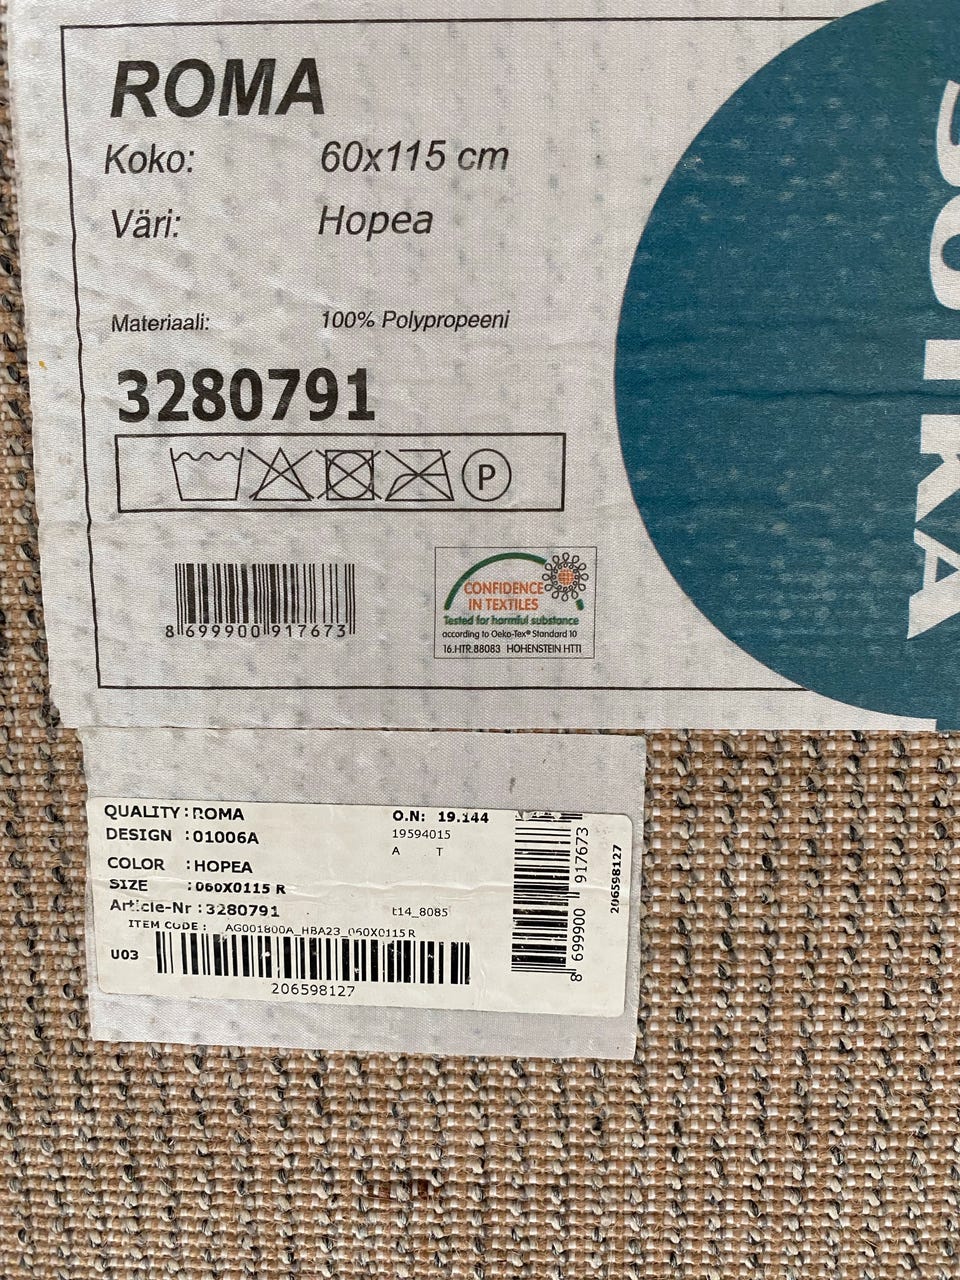 ROMA
Koko: 60x115 cm
Väri: Hopea
Materiaali: 100% Polypropeeni
3280791
P
8 699900 917673
CONFIDENCE
IN TEXTILES
Tested for harmful substance
according to Oeko-Tex® Standard 10
16.HTR.88083 HOHENSTEIN HTTI
QUALITY : ROMA
DESIGN : 01006A
COLOR : HOPEA
SIZE : 060X0115 R
Article-Nr : 3280791
ITEM CODE : AG001800A_HBA23_060X0115 R
U03
206598127
O.N: 19.144
19594015
A T
t14_8085
8 699900 917673
206598127